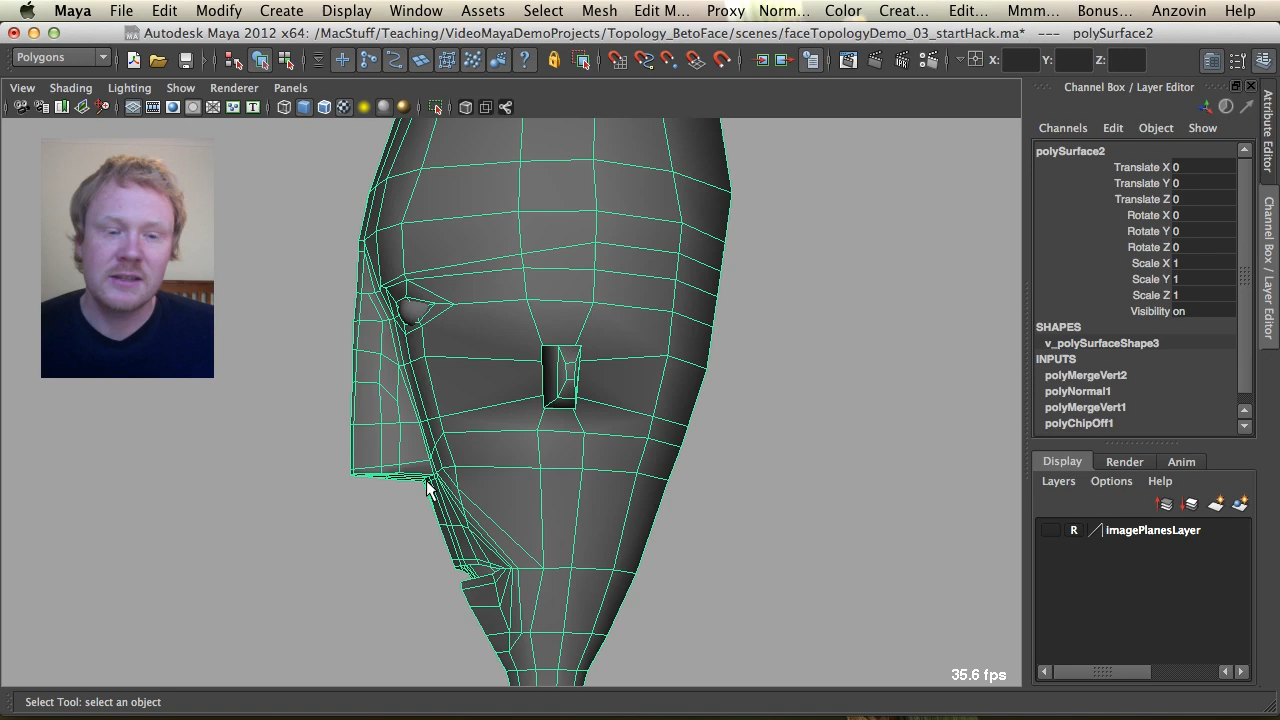 Maya File Edit Modify Create Display Window Assets Select Mesh Edit M... Proxy Norm... Color Creat... Edit... Mmm... Bonus... Anzovin Help
Autodesk Maya 2012 x64: /MacStuff/Teaching/VideoMayaDemoProjects/Topology_BetoFace/scenes/faceTopologyDemo_03_startHack.ma* --- polySurface2
Polygons X: Y: Z:
View Shading Lighting Show Renderer Panels
Channel Box / Layer Editor
Channels Edit Object Show
polySurface2
Translate X 0
Translate Y 0
Translate Z 0
Rotate X 0
Rotate Y 0
Rotate Z 0
Scale X 1
Scale Y 1
Scale Z 1
Visibility on
SHAPES
v_polySurfaceShape3
INPUTS
polyMergeVert2
polyNormal1
polyMergeVert1
polyChipOff1
Display Render Anim
Layers Options Help
R imagePlanesLayer
Attribute Editor
Channel Box / Layer Editor
35.6 fps
Select Tool: select an object